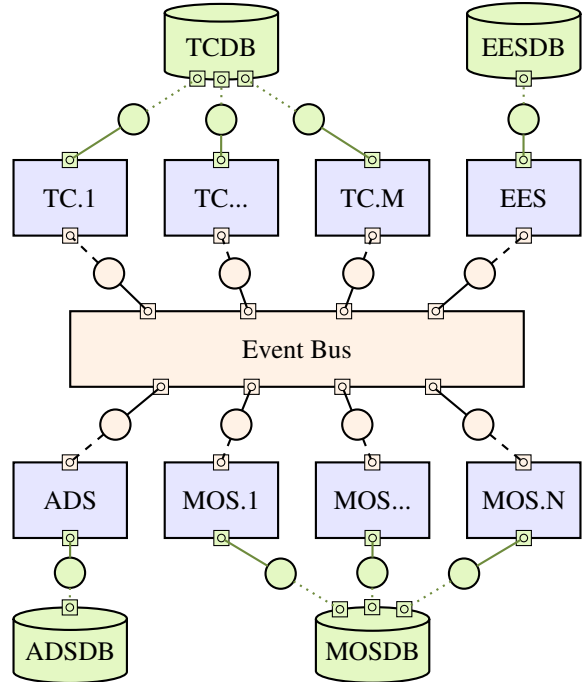 TCDB
EESDB
TC.1
TC...
TC.M
EES
Event Bus
ADS
MOS.1
MOS...
MOS.N
ADSDB
MOSDB